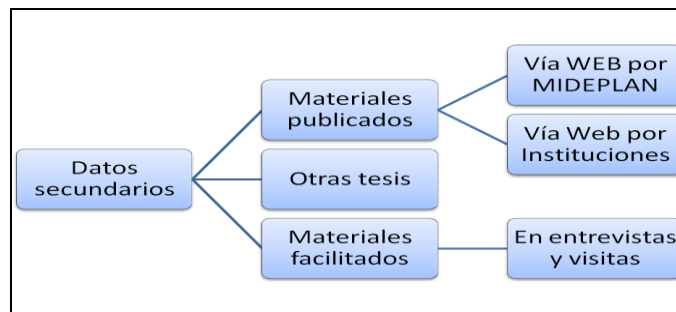 Datos
secundarios
Materiales
publicados
Vía WEB por
MIDEPLAN
Vía Web por
Instituciones
Otras tesis
Materiales
facilitados
En entrevistas
y visitas